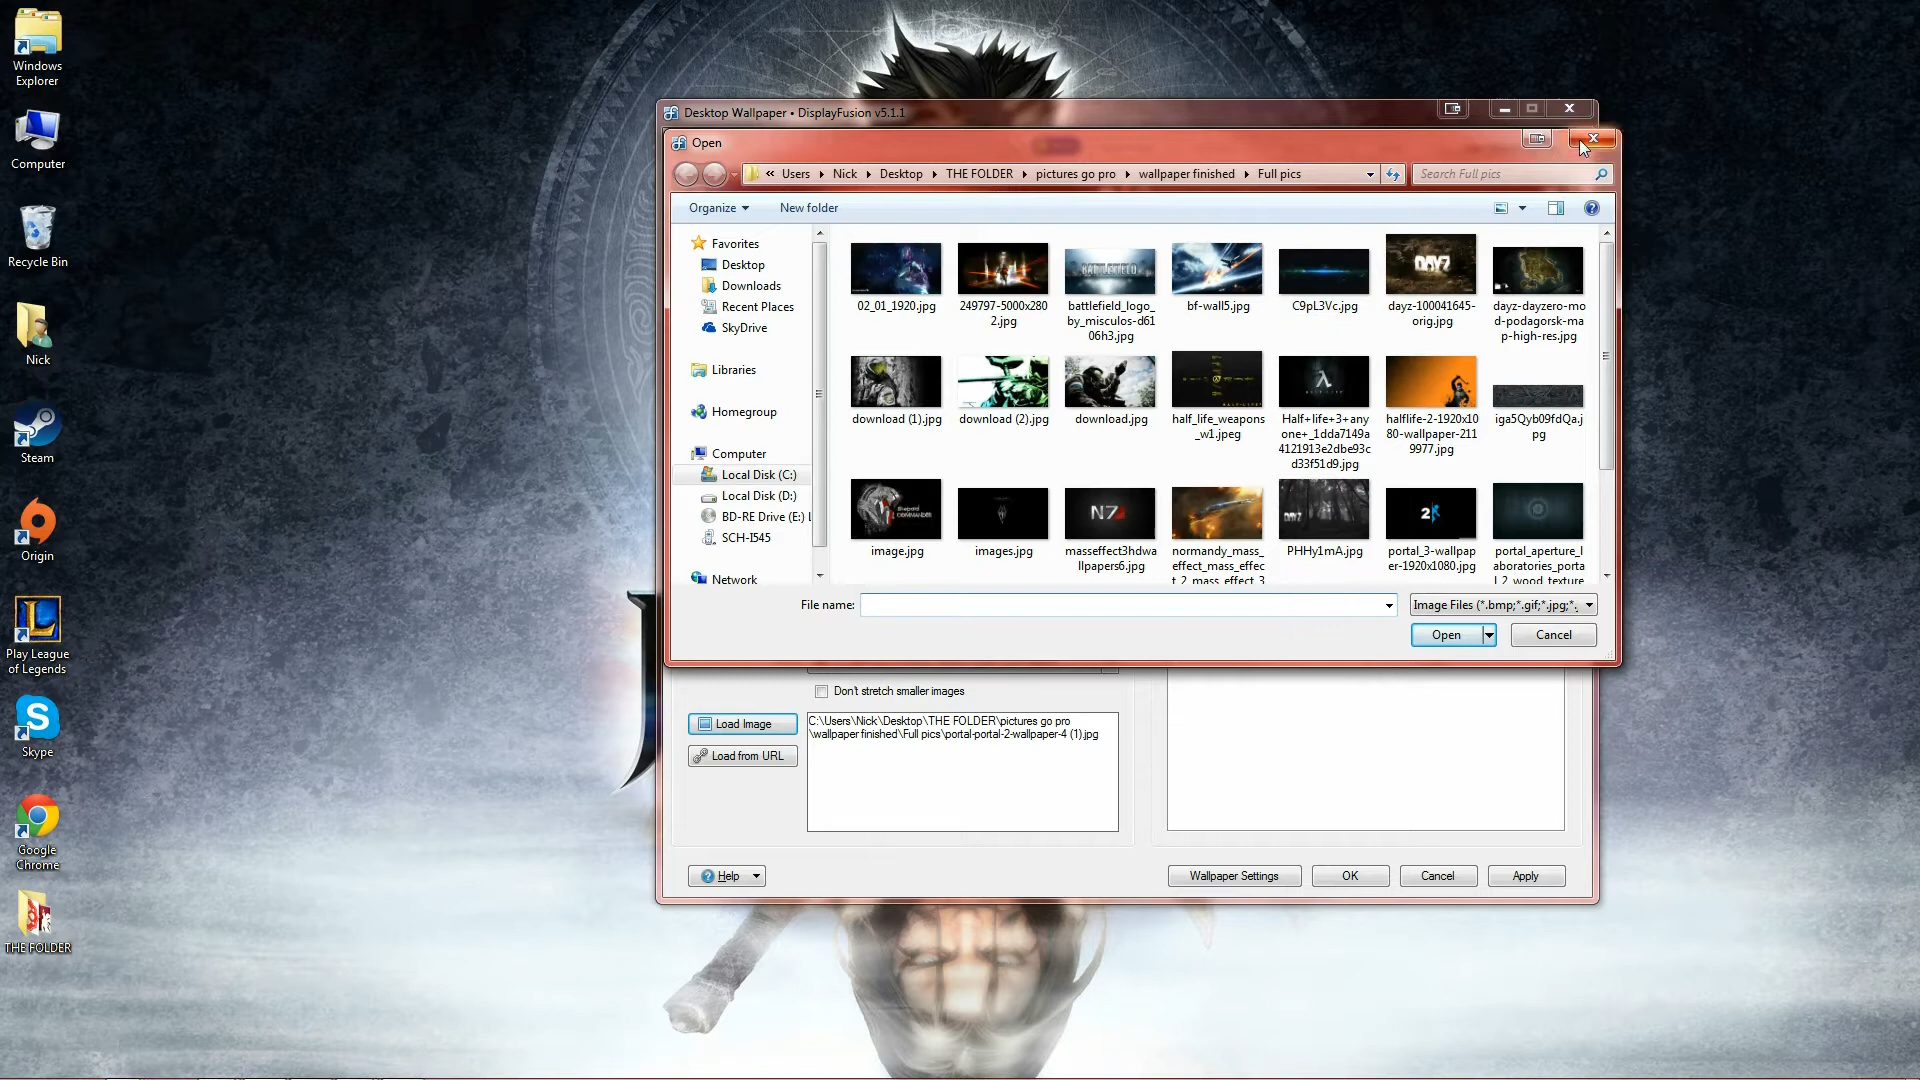 Windows
Explorer
Computer
Recycle Bin
Nick
Steam
Origin
Play League
of Legends
Skype
Google
Chrome
THE FOLDER
Desktop Wallpaper • DisplayFusion v5.1.1
Open
« Users Nick Desktop THE FOLDER pictures go pro wallpaper finished Full pics
Search Full pics
Organize
New folder
Favorites
Desktop
Downloads
Recent Places
SkyDrive
Libraries
Homegroup
Computer
Local Disk (C:)
Local Disk (D:)
BD-RE Drive (E:) L
SCH-I545
Network
02_01_1920.jpg
249797-5000x280
2.jpg
BATTLEFIELD
battlefield_logo_
by_misculos-d61
06h3.jpg
bf-wall5.jpg
C9pL3Vc.jpg
DAYZ
dayz-100041645-
orig.jpg
dayz-dayzero-mo
d-podagorsk-ma
p-high-res.jpg
download (1).jpg
download (2).jpg
download.jpg
half_life_weapons
_w1.jpeg
Half+life+3+any
one+_1dda7149a
4121913e2dbe93c
d33f51d9.jpg
halflife-2-1920x10
80-wallpaper-211
9977.jpg
iga5Qyb09fdQa.j
pg
image.jpg
images.jpg
N7
masseffect3hdwa
llpapers6.jpg
normandy_mass_
effect_mass_effec
t_2_mass_effect_3
DAYZ
PHHy1mA.jpg
2
portal_3-wallpap
er-1920x1080.jpg
portal_aperture_l
aboratories_porta
l_2_wood_texture
File name:
Image Files (*.bmp;*.gif;*.jpg;*.
Open
Cancel
Don't stretch smaller images
Load Image
Load from URL
C:\Users\Nick\Desktop\THE FOLDER\pictures go pro
\wallpaper finished\Full pics\portal-portal-2-wallpaper-4 (1).jpg
Help
Wallpaper Settings
OK
Cancel
Apply